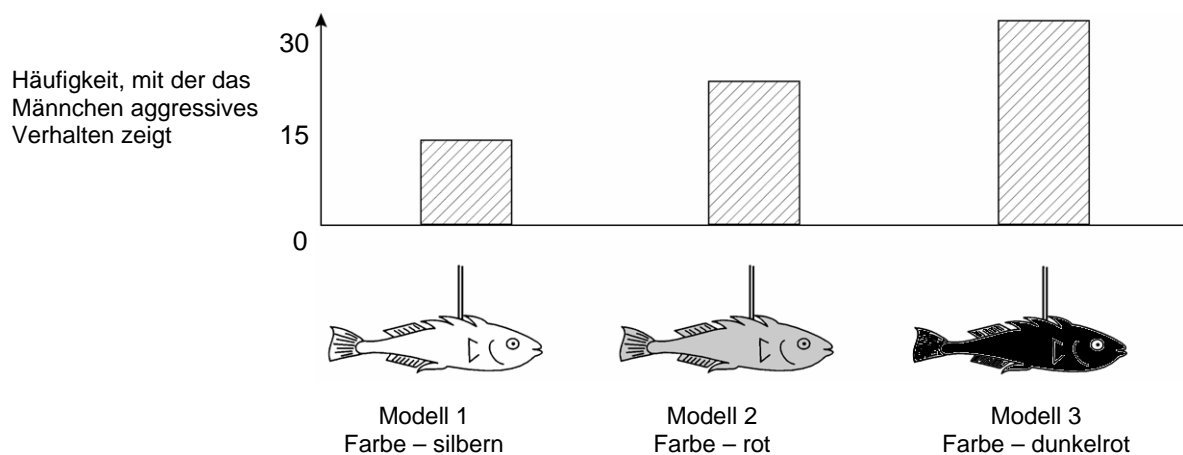 30
Häufigkeit, mit der das
Männchen aggressives
Verhalten zeigt
15
0
Modell 1
Farbe – silbern
Modell 2
Farbe – rot
Modell 3
Farbe – dunkelrot